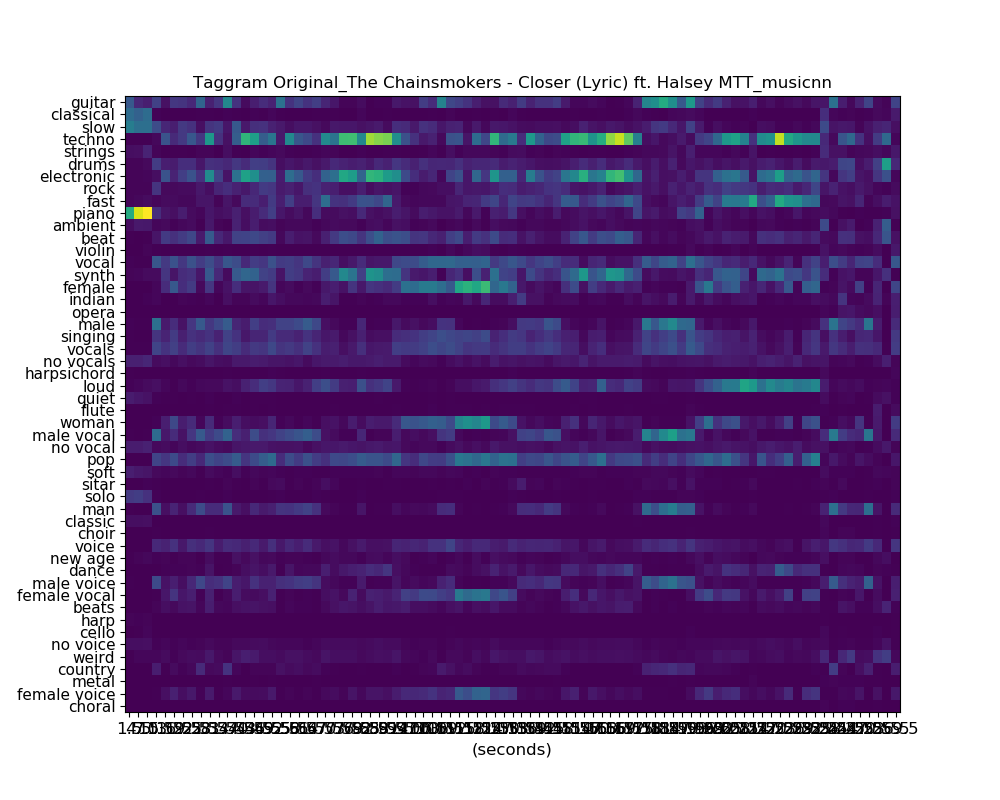 Taggram Original_The Chainsmokers - Closer (Lyric) ft. Halsey MTT_musicnn
guitar
classical
slow
techno
strings
drums
electronic
rock
fast
piano
ambient
beat
violin
vocal
synth
female
indian
opera
male
singing
vocals
no vocals
harpsichord
loud
quiet
flute
woman
male vocal
no vocal
pop
soft
sitar
solo
man
classic
choir
voice
new age
dance
male voice
female vocal
beats
harp
cello
no voice
weird
country
metal
female voice
choral
(seconds)